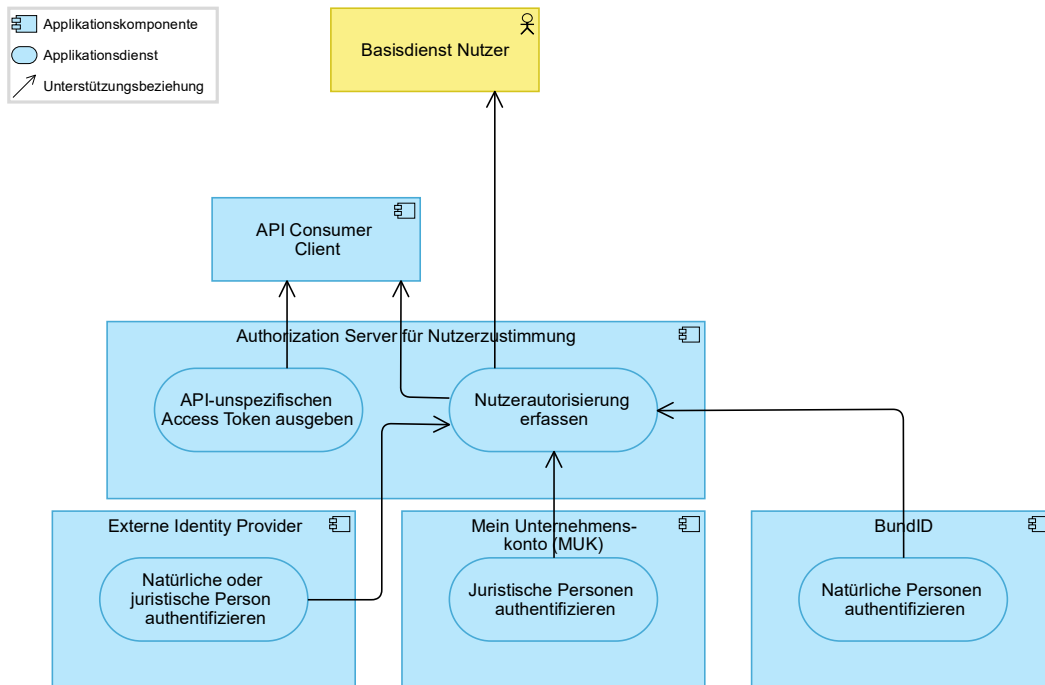 Applikationskomponente
Applikationsdienst
Unterstützungsbeziehung
Basisdienst Nutzer
API Consumer
Client
Authorization Server für Nutzerzustimmung
API-unspezifischen
Access Token ausgeben
Nutzerautorisierung
erfassen
Externe Identity Provider
Natürliche oder
juristische Person
authentifizieren
Mein Unternehmens-
konto (MUK)
Juristische Personen
authentifizieren
BundID
Natürliche Personen
authentifizieren